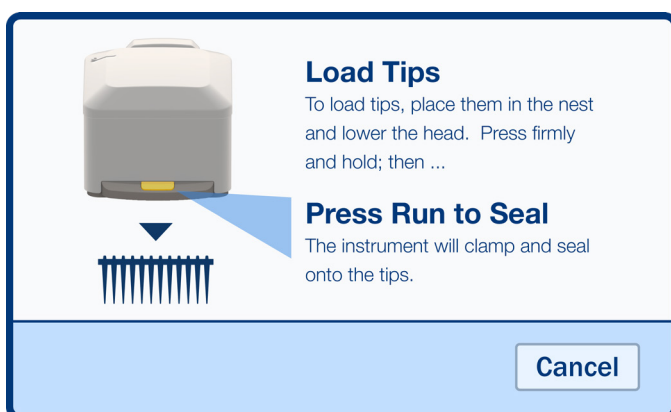 Load Tips
To load tips, place them in the nest
and lower the head. Press firmly
and hold; then ...
Press Run to Seal
The instrument will clamp and seal
onto the tips.
Cancel